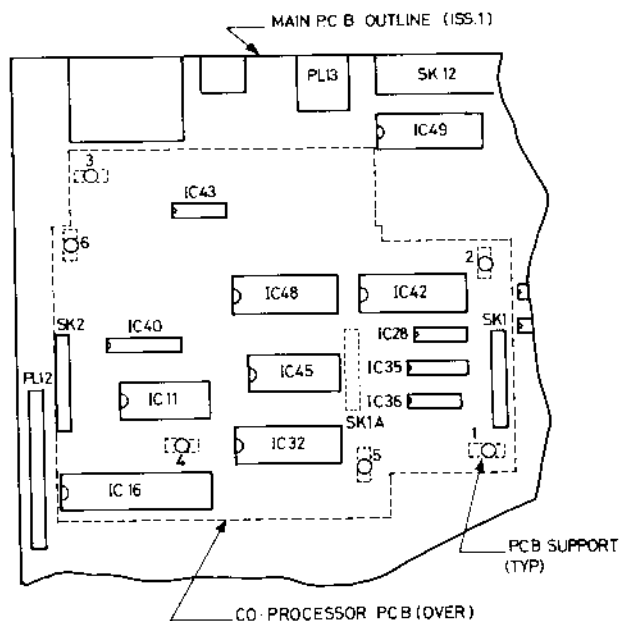 MAIN PC B OUTLINE (ISS.1)
PL13
SK 12
IC49
3
IC43
6
2
IC48
IC42
SK2
IC40
IC28
SK1
IC45
IC35
PL12
IC11
IC36
SK1A
IC32
1
4
5
IC 16
PCB SUPPORT
(TYP)
CO-PROCESSOR PCB (OVER)